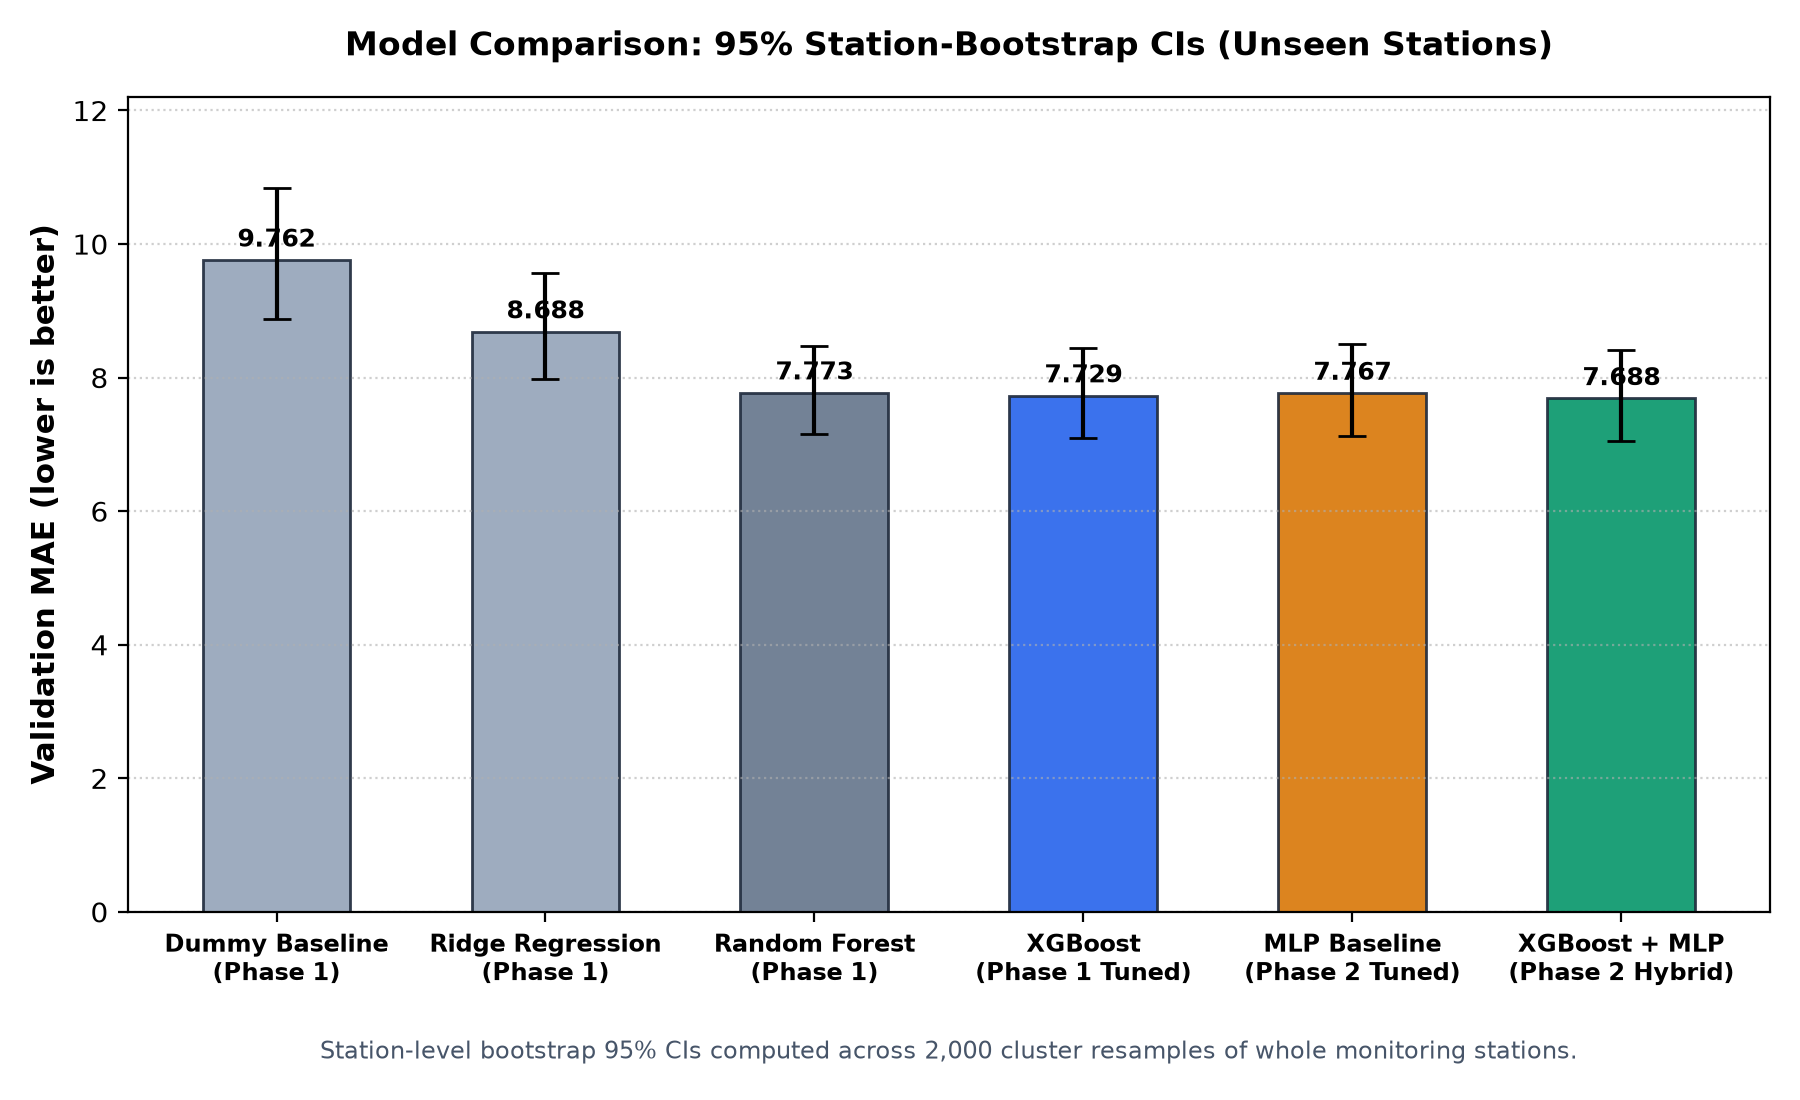 Model Comparison: 95% Station-Bootstrap CIs (Unseen Stations)
Validation MAE (lower is better)
12
10
8
6
4
2
0
9.762
8.688
7.773
7.729
7.767
7.688
Dummy Baseline
(Phase 1)
Ridge Regression
(Phase 1)
Random Forest
(Phase 1)
XGBoost
(Phase 1 Tuned)
MLP Baseline
(Phase 2 Tuned)
XGBoost + MLP
(Phase 2 Hybrid)
Station-level bootstrap 95% CIs computed across 2,000 cluster resamples of whole monitoring stations.